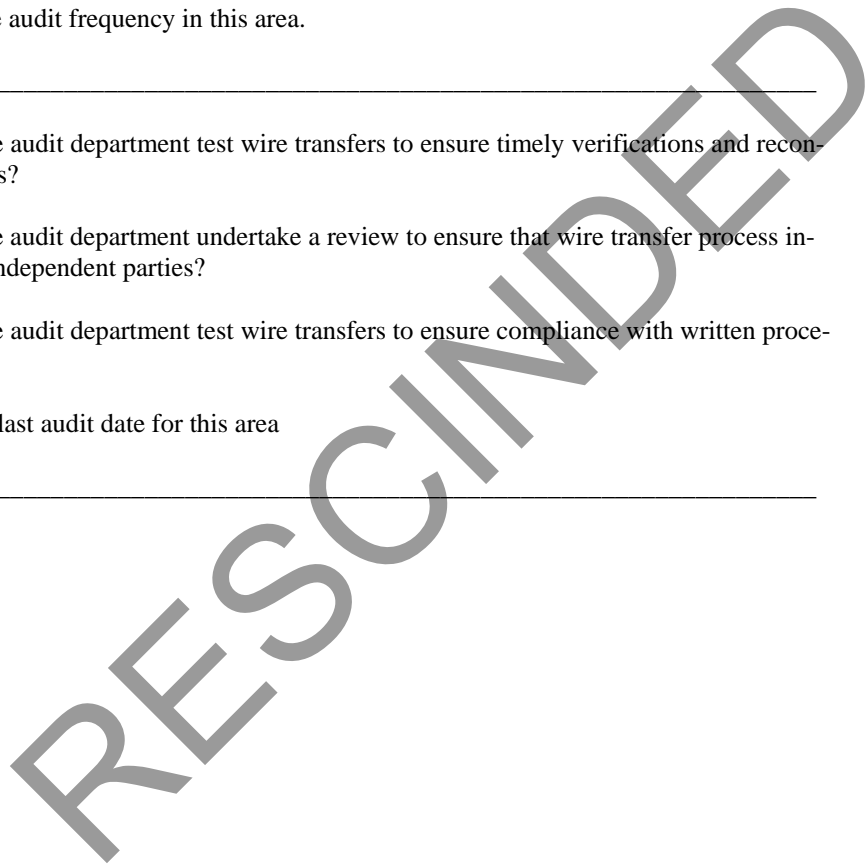 audit frequency in this area.
audit department test wire transfers to ensure timely verifications and recon-
s?
audit department undertake a review to ensure that wire transfer process in-
ndependent parties?
audit department test wire transfers to ensure compliance with written proce-
last audit date for this area
RESCINDED